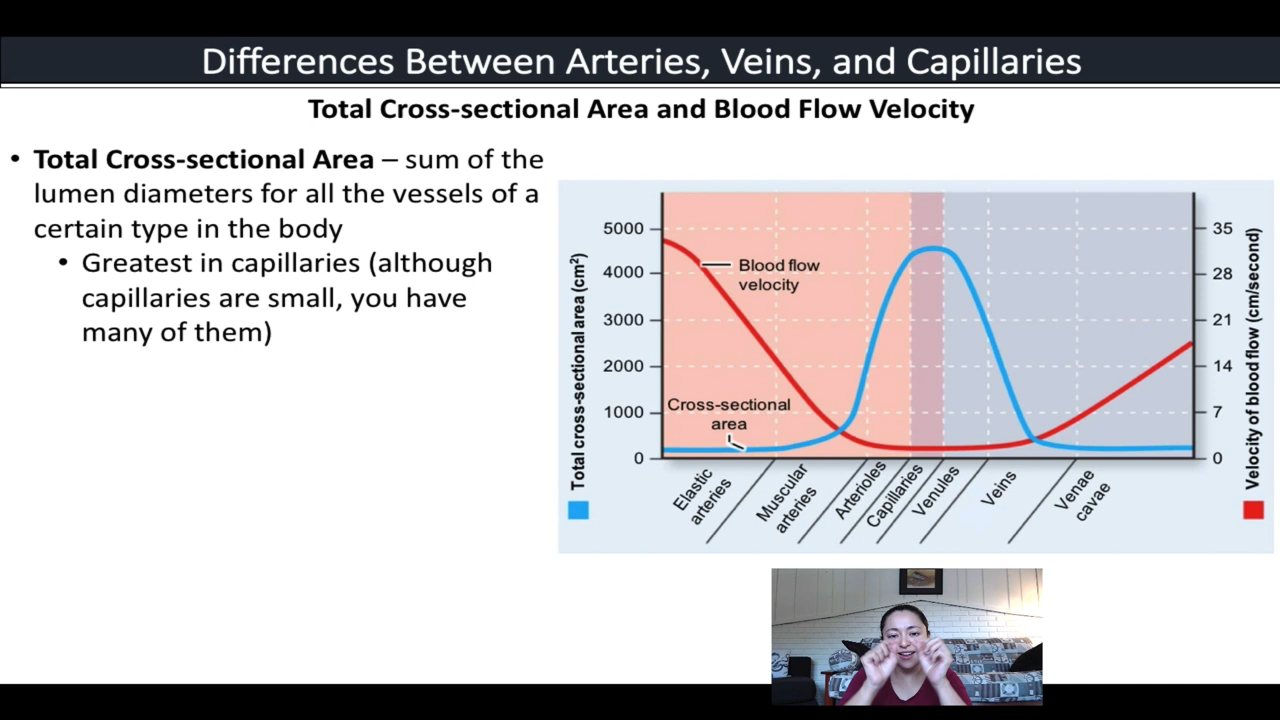 Differences Between Arteries, Veins, and Capillaries
Total Cross-sectional Area and Blood Flow Velocity
• Total Cross-sectional Area – sum of the
lumen diameters for all the vessels of a
certain type in the body
• Greatest in capillaries (although
capillaries are small, you have
many of them)
Total cross-sectional area (cm²)
5000
4000
3000
2000
1000
0
Blood flow
velocity
Cross-sectional
area
35
28
21
14
7
0
Velocity of blood flow (cm/second)
Elastic
arteries
Muscular
arteries
Arterioles
Capillaries
Venules
Veins
Venae
cavae